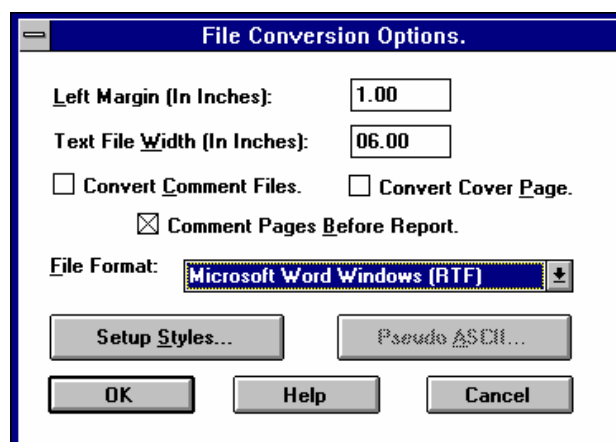 File Conversion Options.
Left Margin (In Inches): 1.00
Text File Width (In Inches): 06.00
Convert Comment Files. Convert Cover Page.
Comment Pages Before Report.
File Format: Microsoft Word Windows (RTF)
Setup Styles... Pseudo ASCII...
OK Help Cancel